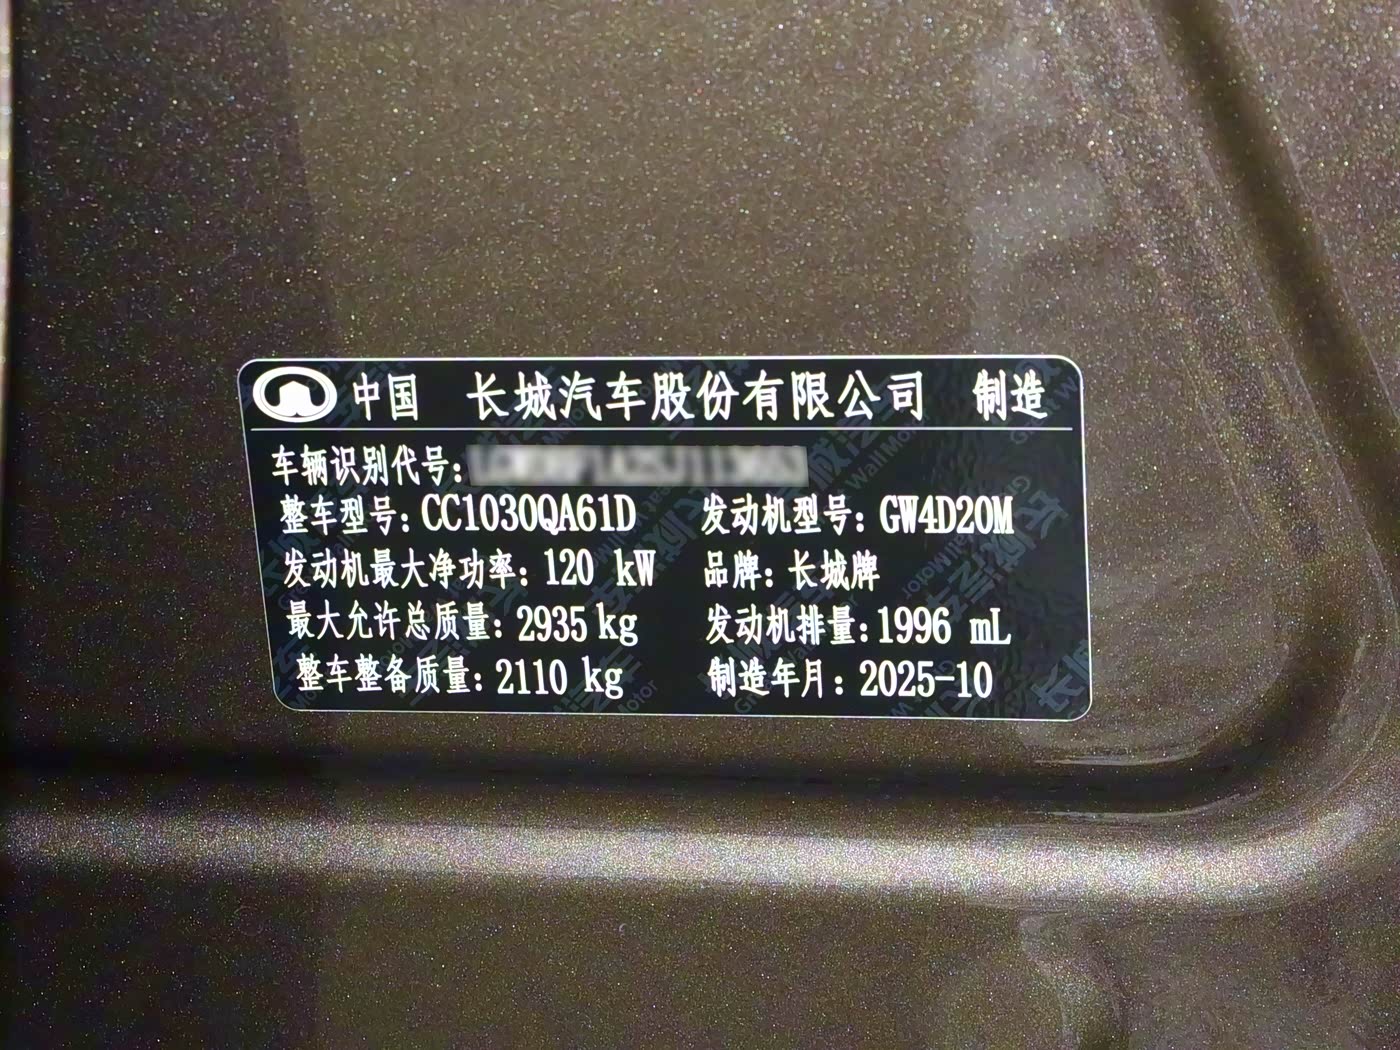 中国 长城汽车股份有限公司 制造
车辆识别代号:
整车型号: CC1030QA61D 发动机型号: GW4D20M
发动机最大净功率: 120 kW 品牌: 长城牌
最大允许总质量: 2935 kg 发动机排量: 1996 mL
整车整备质量: 2110 kg 制造年月: 2025-10